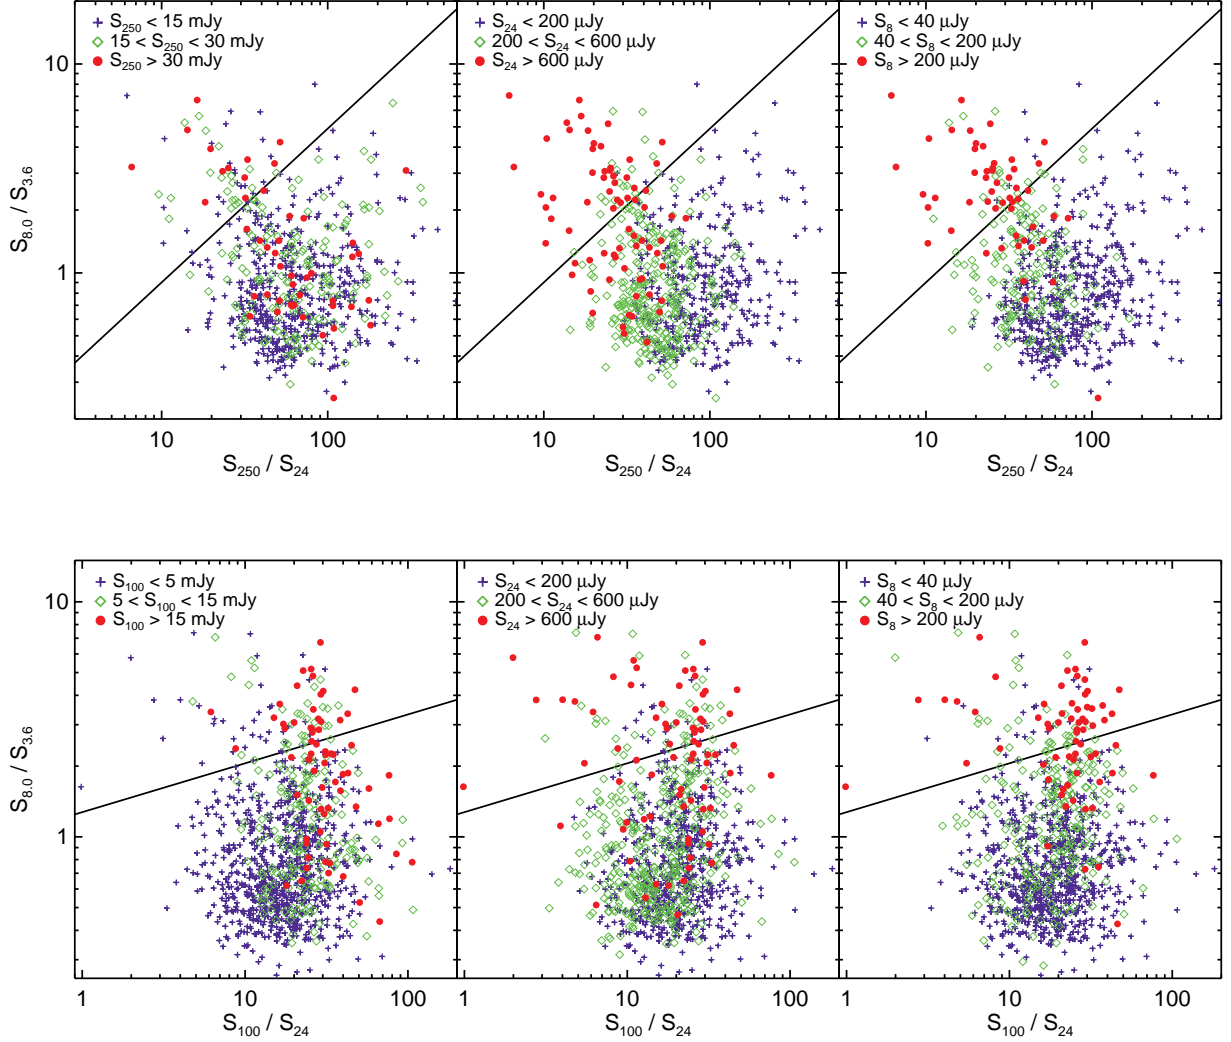 S250 < 15 mJy
15 < S250 < 30 mJy
S250 > 30 mJy
S24 < 200 μJy
200 < S24 < 600 μJy
S24 > 600 μJy
S8 < 40 μJy
40 < S8 < 200 μJy
S8 > 200 μJy
10
1
S8.0 / S3.6
10 100
10 100
10 100
S250 / S24
S250 / S24
S250 / S24
S100 < 5 mJy
5 < S100 < 15 mJy
S100 > 15 mJy
S24 < 200 μJy
200 < S24 < 600 μJy
S24 > 600 μJy
S8 < 40 μJy
40 < S8 < 200 μJy
S8 > 200 μJy
10
1
S8.0 / S3.6
1 10 100
1 10 100
1 10 100
S100 / S24
S100 / S24
S100 / S24